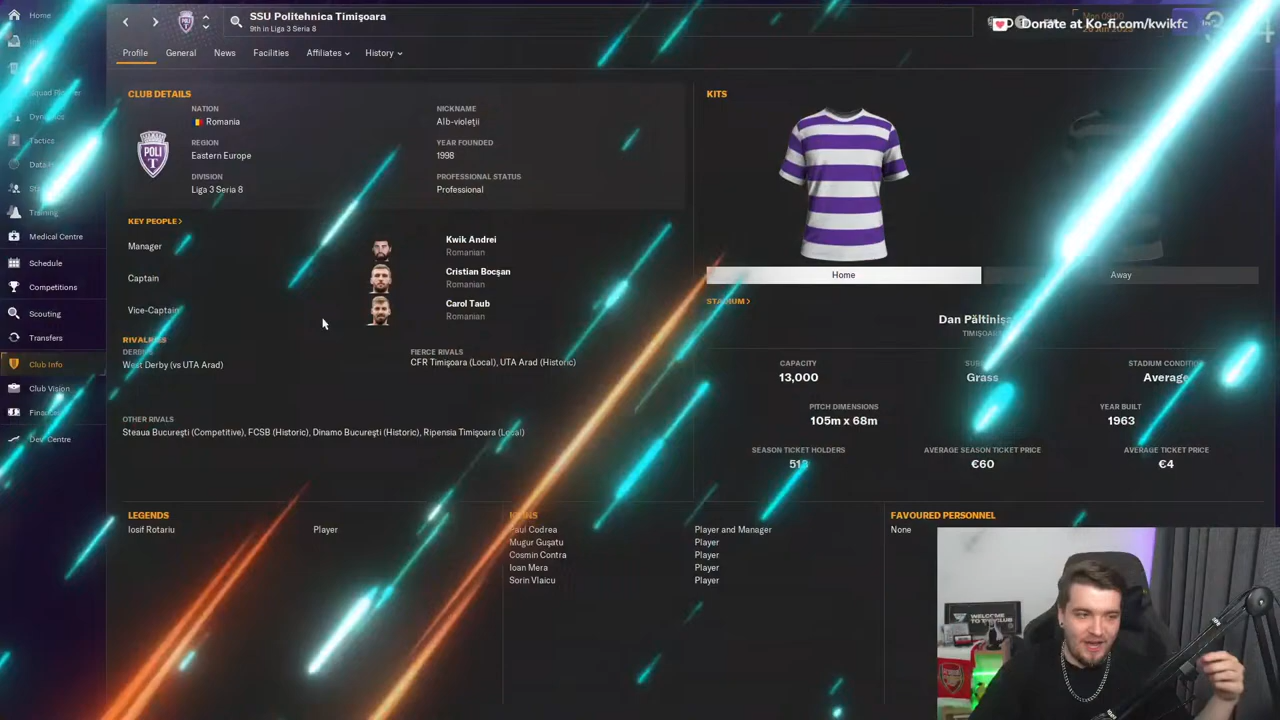 Home
SSU Politehnica Timişoara
9th in Liga 3 Seria 8
Mon 09:00
Donate at Ko-fi.com/kwikfc
Profile
General
News
Facilities
Affiliates
History
Squad
Tactics
Data
Training
Medical Centre
Schedule
Competitions
Scouting
Transfers
Club Info
Club Vision
Dev. Centre
CLUB DETAILS
POLI
T
NATION
Romania
NICKNAME
Alb-violeţii
REGION
Eastern Europe
YEAR FOUNDED
1998
DIVISION
Liga 3 Seria 8
PROFESSIONAL STATUS
Professional
KEY PEOPLE >
Manager
Kwik Andrei
Romanian
Captain
Cristian Bocşan
Romanian
Vice-Captain
Carol Taub
Romanian
RIVALRIES
West Derby (vs UTA Arad)
FIERCE RIVALS
CFR Timişoara (Local), UTA Arad (Historic)
OTHER RIVALS
Steaua Bucureşti (Competitive), FCSB (Historic), Dinamo Bucureşti (Historic), Ripensia Timişoara (Local)
KITS
Home
Away
STADIUM >
Dan
CAPACITY
13,000
Grass
STADIUM CONDITION
Average
PITCH DIMENSIONS
105m x 68m
YEAR BUILT
1963
SEASON TICKET HOLDERS
AVERAGE SEASON TICKET PRICE
€60
AVERAGE TICKET PRICE
€4
LEGENDS
Iosif Rotariu
Player
Paul Codrea
Player and Manager
Mugur Guşatu
Player
Cosmin Contra
Player
Ioan Mera
Player
Sorin Vlaicu
Player
FAVOURED PERSONNEL
None
WELCOME